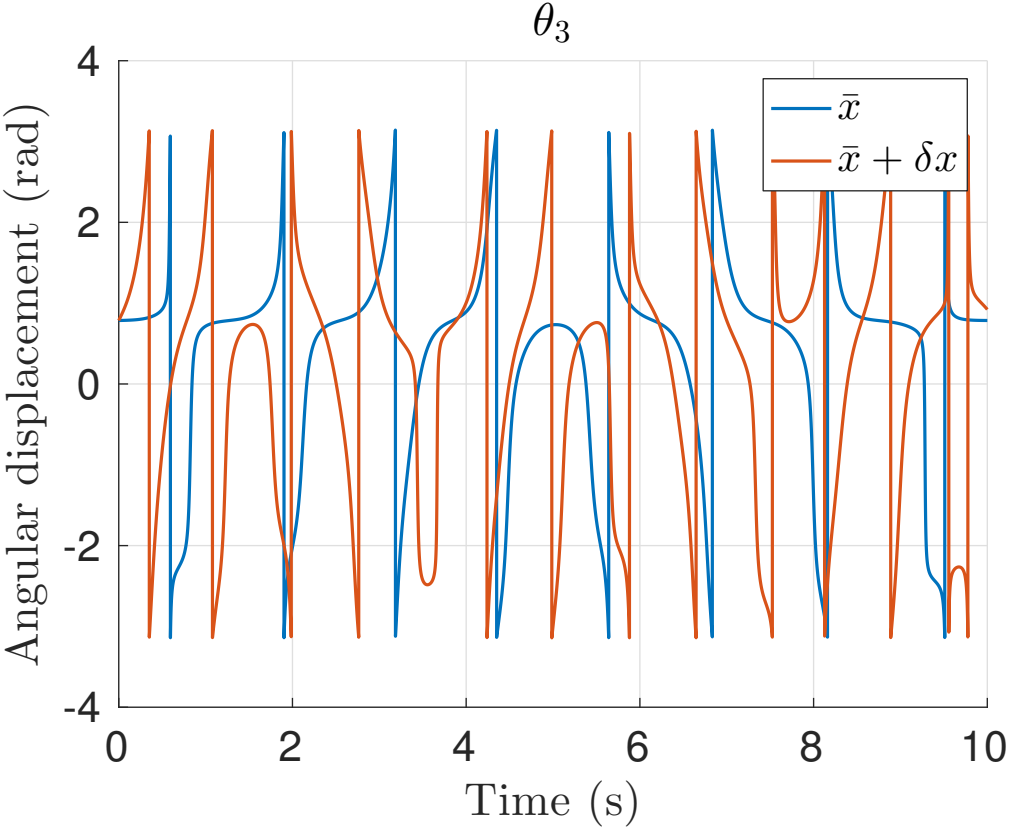 θ₃
Angular displacement (rad)
4
2
0
-2
-4
x̄
x̄ + δx
0 2 4 6 8 10
Time (s)